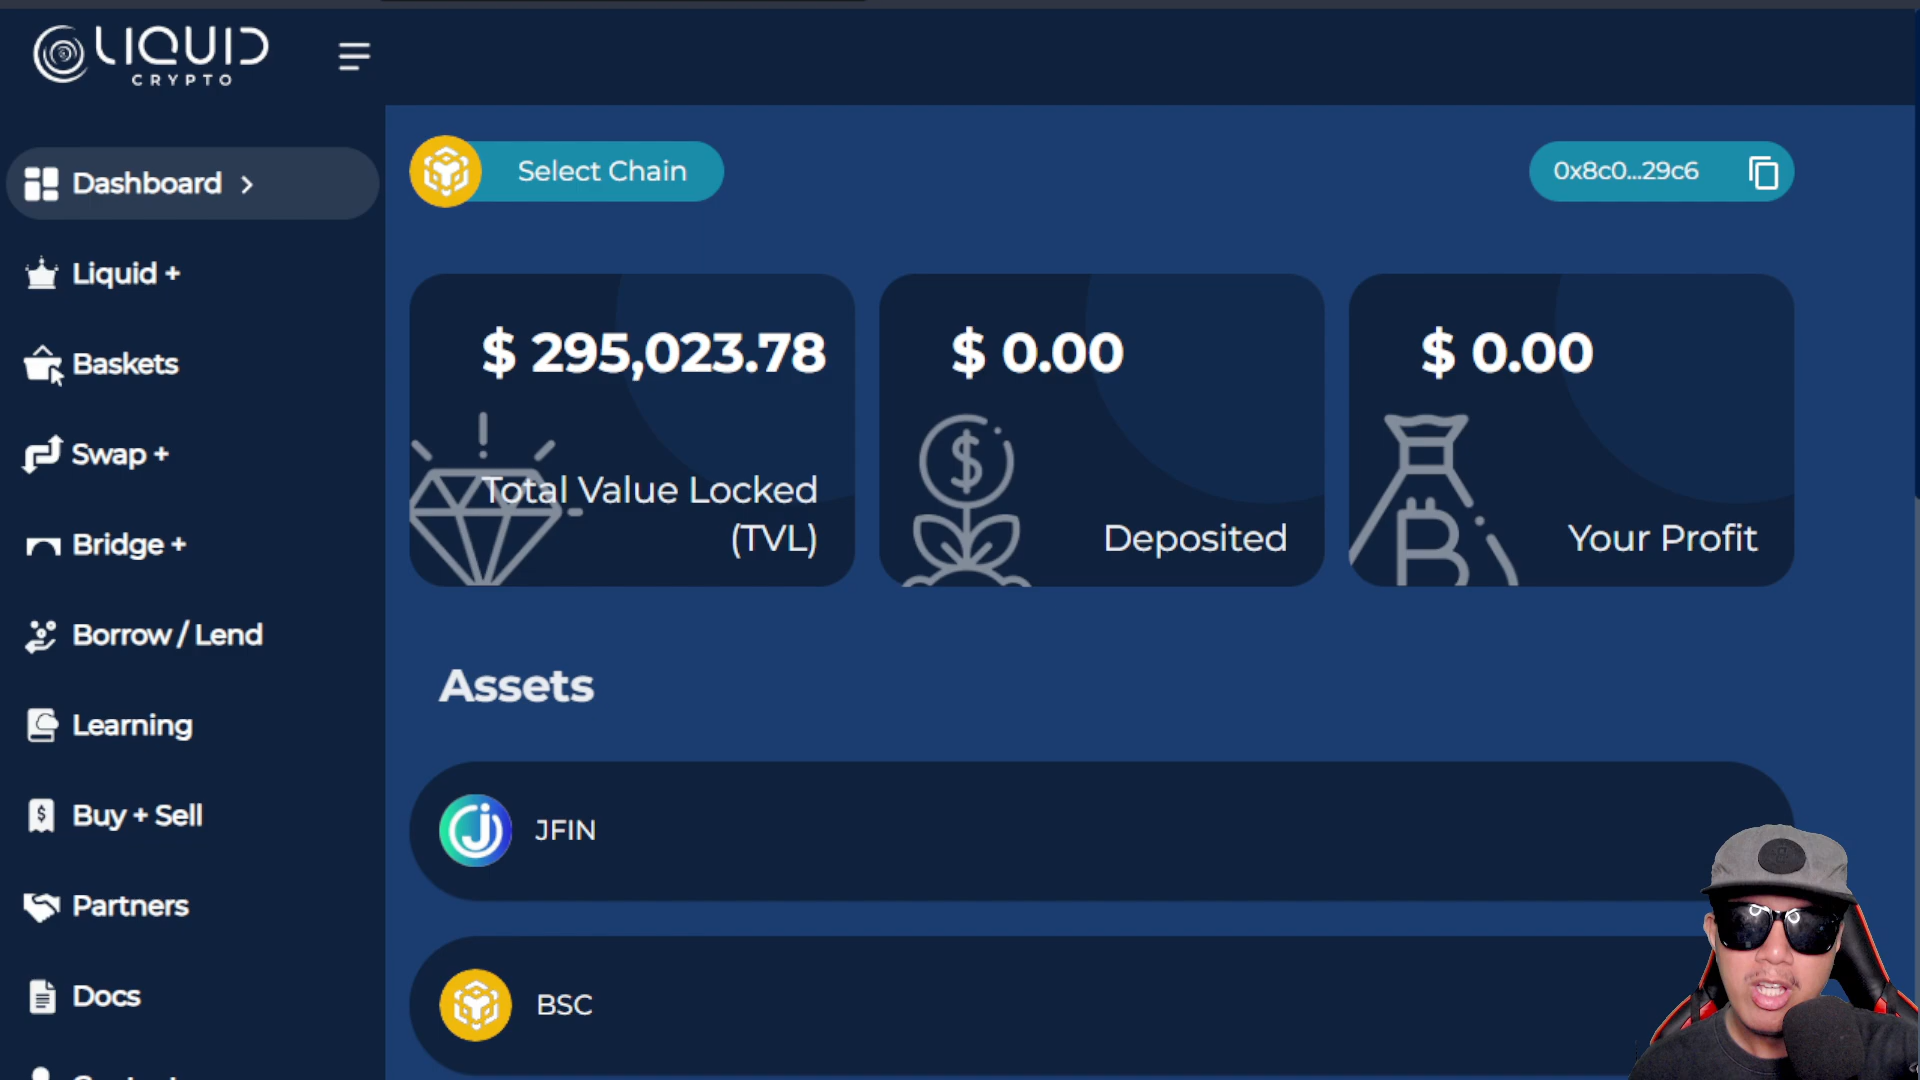 LIQUID
CRYPTO
Dashboard
Liquid +
Baskets
Swap +
Bridge +
Borrow / Lend
Learning
Buy + Sell
Partners
Docs
Select Chain
0x8c0...29c6
$ 295,023.78
Total Value Locked
(TVL)
$ 0.00
Deposited
$ 0.00
Your Profit
Assets
JFIN
BSC